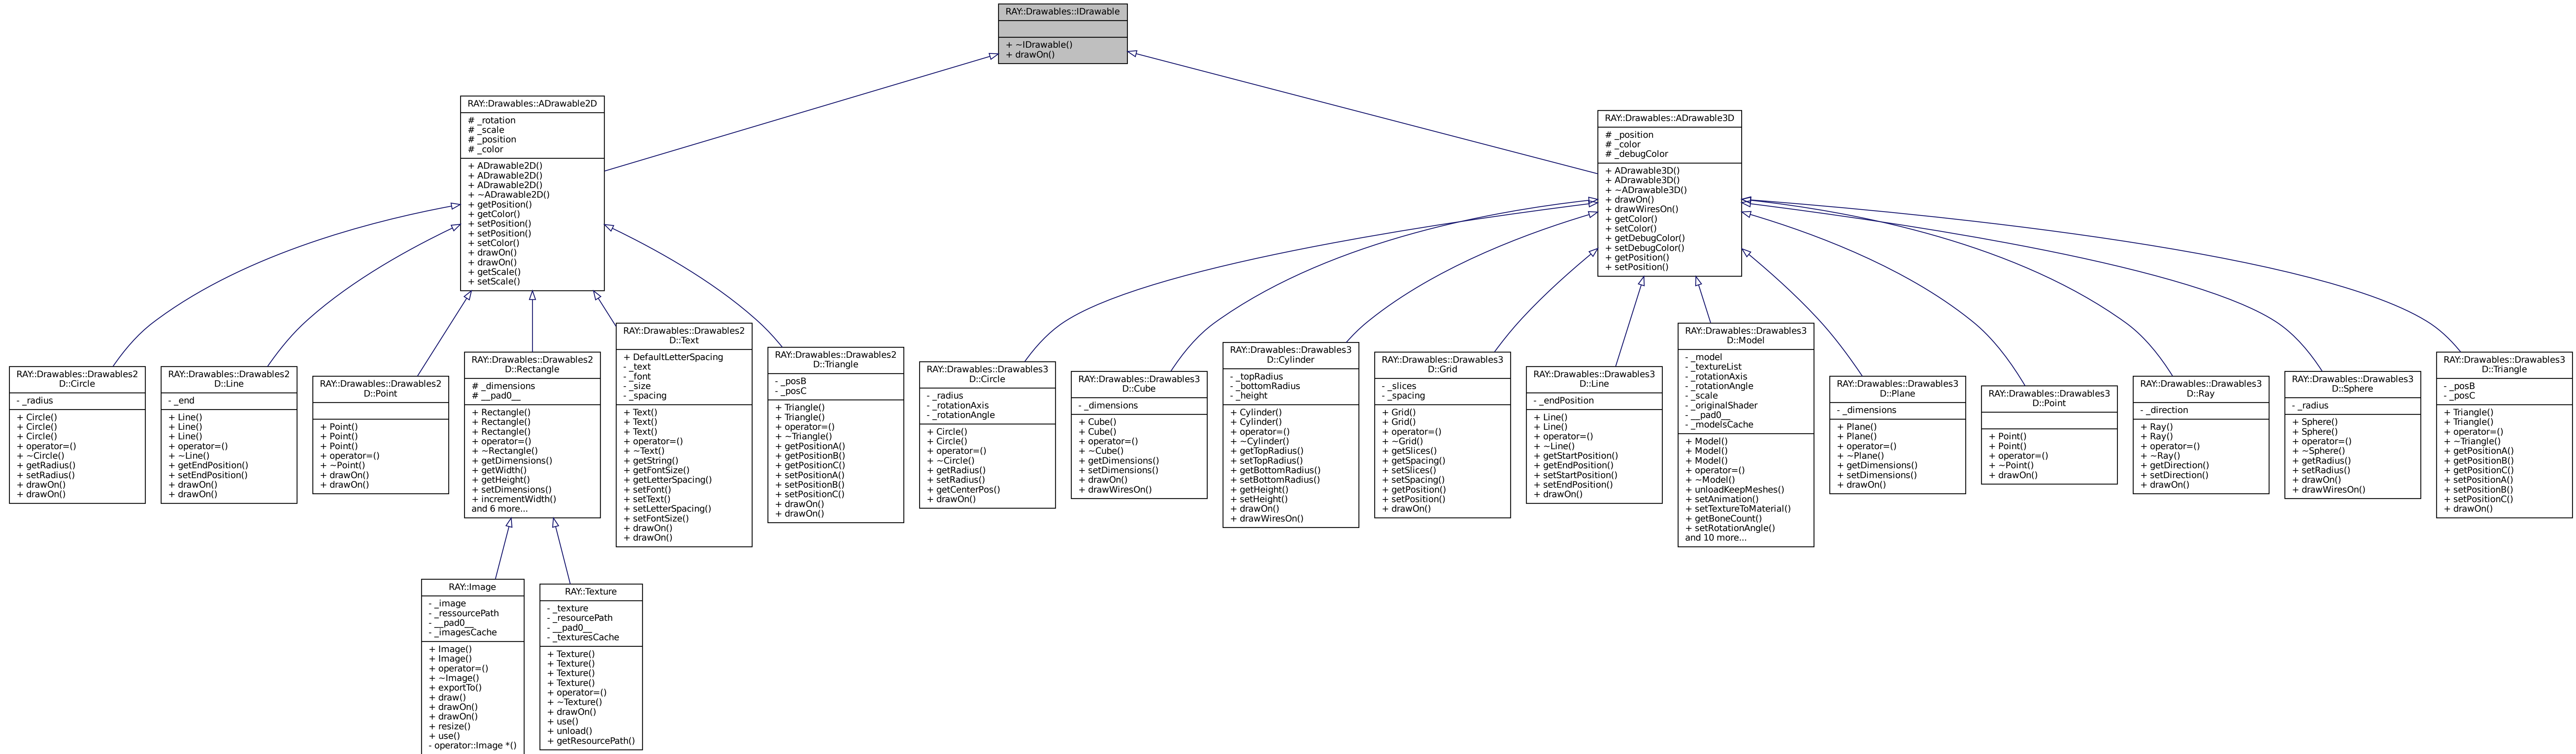 RAY::Drawables::IDrawable
+ ~IDrawable()
+ drawOn()
RAY::Drawables::ADrawable2D
# _rotation
# _scale
# _position
# _color
+ ADrawable2D()
+ ADrawable2D()
+ ADrawable2D()
+ ~ADrawable2D()
+ getPosition()
+ getColor()
+ setPosition()
+ setPosition()
+ setColor()
+ drawOn()
+ drawOn()
+ getScale()
+ setScale()
RAY::Drawables::ADrawable3D
# _position
# _color
# _debugColor
+ ADrawable3D()
+ ADrawable3D()
+ ~ADrawable3D()
+ drawOn()
+ drawWiresOn()
+ getColor()
+ setColor()
+ getDebugColor()
+ setDebugColor()
+ getPosition()
+ setPosition()
RAY::Drawables::Drawables2
D::Circle
- _radius
+ Circle()
+ Circle()
+ Circle()
+ operator=()
+ ~Circle()
+ getRadius()
+ setRadius()
+ drawOn()
+ drawOn()
RAY::Drawables::Drawables2
D::Line
- _end
+ Line()
+ Line()
+ Line()
+ operator=()
+ ~Line()
+ getEndPosition()
+ setEndPosition()
+ drawOn()
+ drawOn()
RAY::Drawables::Drawables2
D::Point
+ Point()
+ Point()
+ Point()
+ operator=()
+ ~Point()
+ drawOn()
+ drawOn()
RAY::Drawables::Drawables2
D::Rectangle
# _dimensions
# __pad0__
+ Rectangle()
+ Rectangle()
+ Rectangle()
+ operator=()
+ ~Rectangle()
+ getDimensions()
+ getWidth()
+ getHeight()
+ setDimensions()
+ incrementWidth()
and 6 more...
RAY::Drawables::Drawables2
D::Text
+ DefaultLetterSpacing
- _text
- _font
- _size
- _spacing
+ Text()
+ Text()
+ Text()
+ operator=()
+ ~Text()
+ getString()
+ getFontSize()
+ getLetterSpacing()
+ setFont()
+ setText()
+ setLetterSpacing()
+ setFontSize()
+ drawOn()
+ drawOn()
RAY::Drawables::Drawables2
D::Triangle
- _posB
- _posC
+ Triangle()
+ Triangle()
+ operator=()
+ ~Triangle()
+ getPositionA()
+ getPositionB()
+ getPositionC()
+ setPositionA()
+ setPositionB()
+ setPositionC()
+ drawOn()
+ drawOn()
RAY::Drawables::Drawables3
D::Circle
- _radius
- _rotationAxis
- _rotationAngle
+ Circle()
+ Circle()
+ operator=()
+ ~Circle()
+ getRadius()
+ setRadius()
+ getCenterPos()
+ drawOn()
RAY::Drawables::Drawables3
D::Cube
- _dimensions
+ Cube()
+ Cube()
+ operator=()
+ ~Cube()
+ getDimensions()
+ setDimensions()
+ drawOn()
+ drawWiresOn()
RAY::Drawables::Drawables3
D::Cylinder
- _topRadius
- _bottomRadius
- _height
+ Cylinder()
+ Cylinder()
+ operator=()
+ ~Cylinder()
+ getTopRadius()
+ setTopRadius()
+ getBottomRadius()
+ setBottomRadius()
+ getHeight()
+ setHeight()
+ drawOn()
+ drawWiresOn()
RAY::Drawables::Drawables3
D::Grid
- _slices
- _spacing
+ Grid()
+ Grid()
+ operator=()
+ ~Grid()
+ getSlices()
+ getSpacing()
+ setSlices()
+ setSpacing()
+ getPosition()
+ setPosition()
+ drawOn()
RAY::Drawables::Drawables3
D::Line
- _endPosition
+ Line()
+ Line()
+ operator=()
+ ~Line()
+ getStartPosition()
+ getEndPosition()
+ setStartPosition()
+ setEndPosition()
+ drawOn()
RAY::Drawables::Drawables3
D::Model
- _model
- _textureList
- _rotationAxis
- _rotationAngle
- _scale
- _originalShader
- __pad0__
- _modelsCache
+ Model()
+ Model()
+ Model()
+ operator=()
+ ~Model()
+ unloadKeepMeshes()
+ setAnimation()
+ setTextureToMaterial()
+ getBoneCount()
+ setRotationAngle()
and 10 more...
RAY::Drawables::Drawables3
D::Plane
- _dimensions
+ Plane()
+ Plane()
+ operator=()
+ ~Plane()
+ getDimensions()
+ setDimensions()
+ drawOn()
RAY::Drawables::Drawables3
D::Point
+ Point()
+ Point()
+ operator=()
+ ~Point()
+ drawOn()
RAY::Drawables::Drawables3
D::Ray
- _direction
+ Ray()
+ Ray()
+ operator=()
+ ~Ray()
+ getDirection()
+ setDirection()
+ drawOn()
RAY::Drawables::Drawables3
D::Sphere
- _radius
+ Sphere()
+ Sphere()
+ operator=()
+ ~Sphere()
+ getRadius()
+ setRadius()
+ drawOn()
+ drawWiresOn()
RAY::Drawables::Drawables3
D::Triangle
- _posB
- _posC
+ Triangle()
+ Triangle()
+ operator=()
+ ~Triangle()
+ getPositionA()
+ getPositionB()
+ getPositionC()
+ setPositionA()
+ setPositionB()
+ setPositionC()
+ drawOn()
RAY::Image
- _image
- _ressourcePath
- __pad0__
- _imagesCache
+ Image()
+ Image()
+ operator=()
+ ~Image()
+ exportTo()
+ draw()
+ drawOn()
+ drawOn()
+ resize()
+ use()
- operator::Image *()
RAY::Texture
- _texture
- _resourcePath
- __pad0__
- _texturesCache
+ Texture()
+ Texture()
+ Texture()
+ Texture()
+ operator=()
+ ~Texture()
+ drawOn()
+ use()
+ unload()
+ getResourcePath()